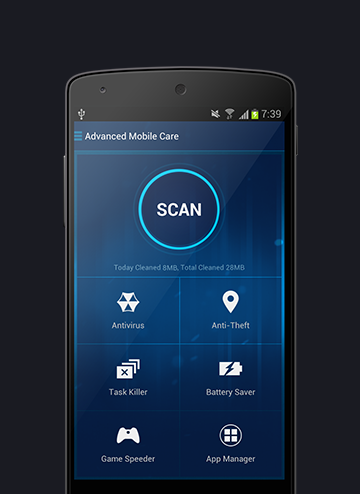 7:39
Advanced Mobile Care
SCAN
Today Cleaned 8MB, Total Cleaned 28MB
Antivirus
Anti-Theft
Task Killer
Battery Saver
Game Speeder
App Manager